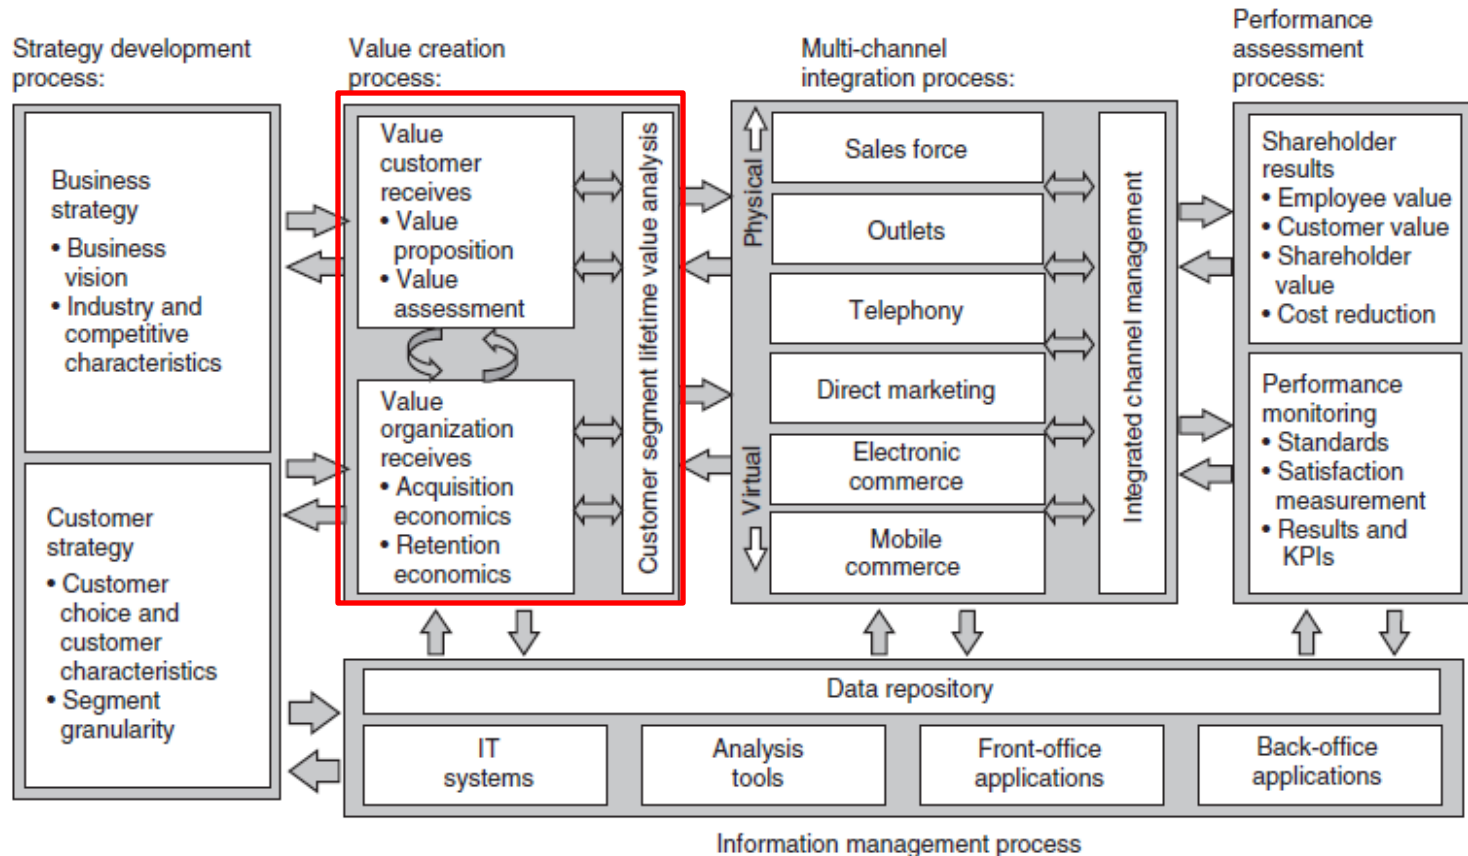 Strategy development
process:
Business
strategy
• Business
vision
• Industry and
competitive
characteristics
Customer
strategy
• Customer
choice and
customer
characteristics
• Segment
granularity
Value creation
process:
Value
customer
receives
• Value
proposition
• Value
assessment
Value
organization
receives
• Acquisition
economics
• Retention
economics
Customer segment lifetime value analysis
Multi-channel
integration process:
Physical
Virtual
Sales force
Outlets
Telephony
Direct marketing
Electronic
commerce
Mobile
commerce
Integrated channel management
Performance
assessment
process:
Shareholder
results
• Employee value
• Customer value
• Shareholder
value
• Cost reduction
Performance
monitoring
• Standards
• Satisfaction
measurement
• Results and
KPIs
Data repository
IT
systems
Analysis
tools
Front-office
applications
Back-office
applications
Information management process